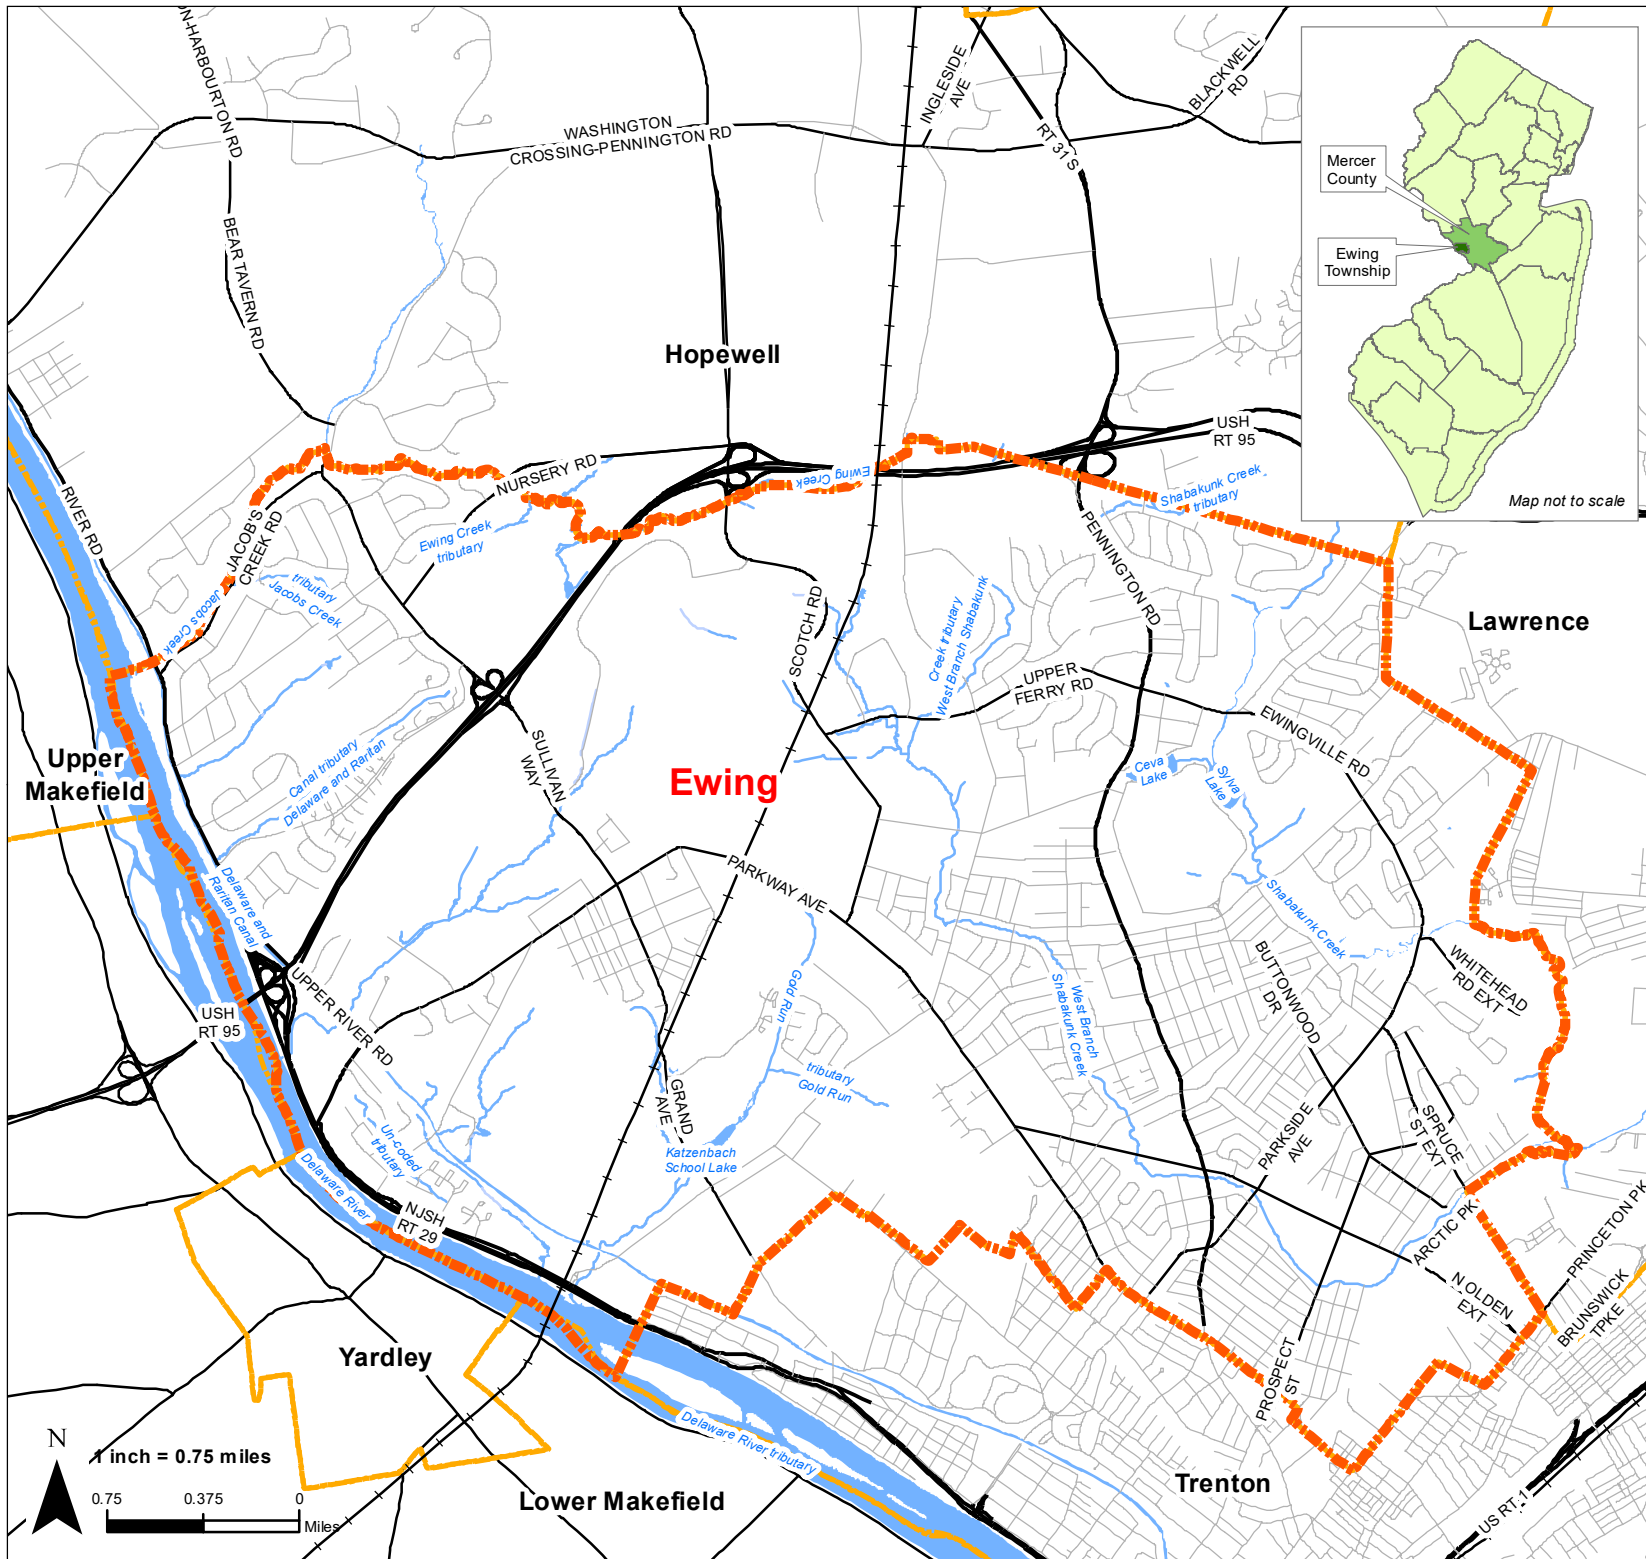 N-HARBOURTON RD
WASHINGTON
CROSSING-PENNINGTON RD
INGLESIDE
AVE
BLACKWELL
RD
RT 31 S
BEAR TAVERN RD
Mercer
County
Ewing
Township
Map not to scale
Hopewell
USH
RT 95
NURSERY RD
Ewing Creek
Shabakunk Creek
tributary
RIVER RD
JACOB'S
CREEK RD
Ewing Creek
tributary
PENNINGTON RD
tributary
Jacobs Creek
Jacobs Creek
SCOTCH RD
Creek tributary
West Branch Shabakunk
Lawrence
UPPER
FERRY RD
EWINGVILLE RD
Upper
Makefield
Canal tributary
Delaware and Raritan
SULLIVAN
WAY
Ewing
Ceva
Lake
Sylva
Lake
PARKWAY AVE
Delaware and
Raritan Canal
Shabakunk Creek
BUTTONWOOD
DR
WHITEHEAD
RD EXT
Gold Run
West Branch
Shabakunk Creek
USH
RT 95
UPPER RIVER RD
tributary
Gold Run
GRAND
AVE
SPRUCE
ST EXT
PARKSIDE
AVE
Un-coded
tributary
Katzenbach
School Lake
Delaware River
NJSH
RT 29
ARCTIC PK
PRINCETON PK
N OLDEN
EXT
BRUNSWICK
TPKE
Yardley
PROSPECT
ST
Delaware River tributary
N
1 inch = 0.75 miles
0.75
0.375
0
Miles
Lower Makefield
Trenton
US RT 1